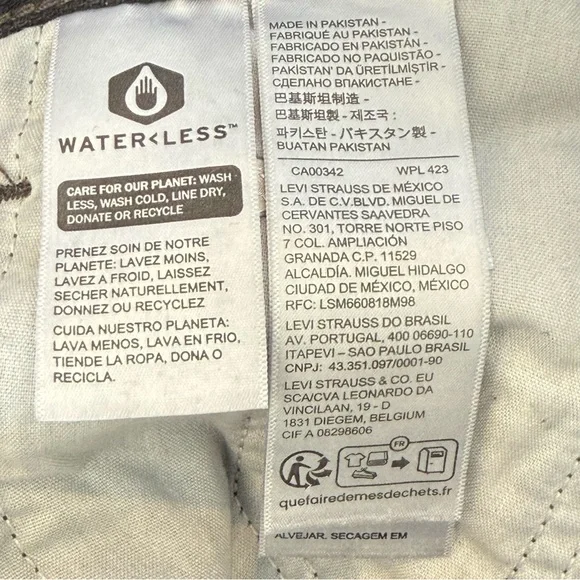 WATER<LESS™
CARE FOR OUR PLANET: WASH
LESS, WASH COLD, LINE DRY,
DONATE OR RECYCLE
PRENEZ SOIN DE NOTRE
PLANETE: LAVEZ MOINS,
LAVEZ A FROID, LAISSEZ
SECHER NATURELLEMENT,
DONNEZ OU RECYCLEZ
CUIDA NUESTRO PLANETA:
LAVA MENOS, LAVA EN FRIO,
TIENDE LA ROPA, DONA O
RECICLA.
MADE IN PAKISTAN -
FABRIQUÉ AU PAKISTAN -
FABRICADO EN PAKISTÁN -
FABRICADO NO PAQUISTÃO -
PAKİSTAN' DA ÜRETİLMİŞTİR -
СДЕЛАНО ВПАКИСТАНЕ -
巴基斯坦制造 -
巴基斯坦製 - 제조국 :
파키스탄 - パキスタン製 -
BUATAN PAKISTAN
CA00342 WPL 423
LEVI STRAUSS DE MÉXICO
S.A. DE C.V.BLVD. MIGUEL DE
CERVANTES SAAVEDRA
NO. 301, TORRE NORTE PISO
7 COL. AMPLIACIÓN
GRANADA C.P. 11529
ALCALDÍA. MIGUEL HIDALGO
CIUDAD DE MÉXICO, MÉXICO
RFC: LSM660818M98
LEVI STRAUSS DO BRASIL
AV. PORTUGAL, 400 06690-110
ITAPEVI – SAO PAULO BRASIL
CNPJ: 43.351.097/0001-90
LEVI STRAUSS & CO. EU
SCA/CVA LEONARDO DA
VINCILAAN, 19 - D
1831 DIEGEM, BELGIUM
CIF A 08298606
FR
quefairedemesdechets.fr
ALVEJAR. SECAGEM EM